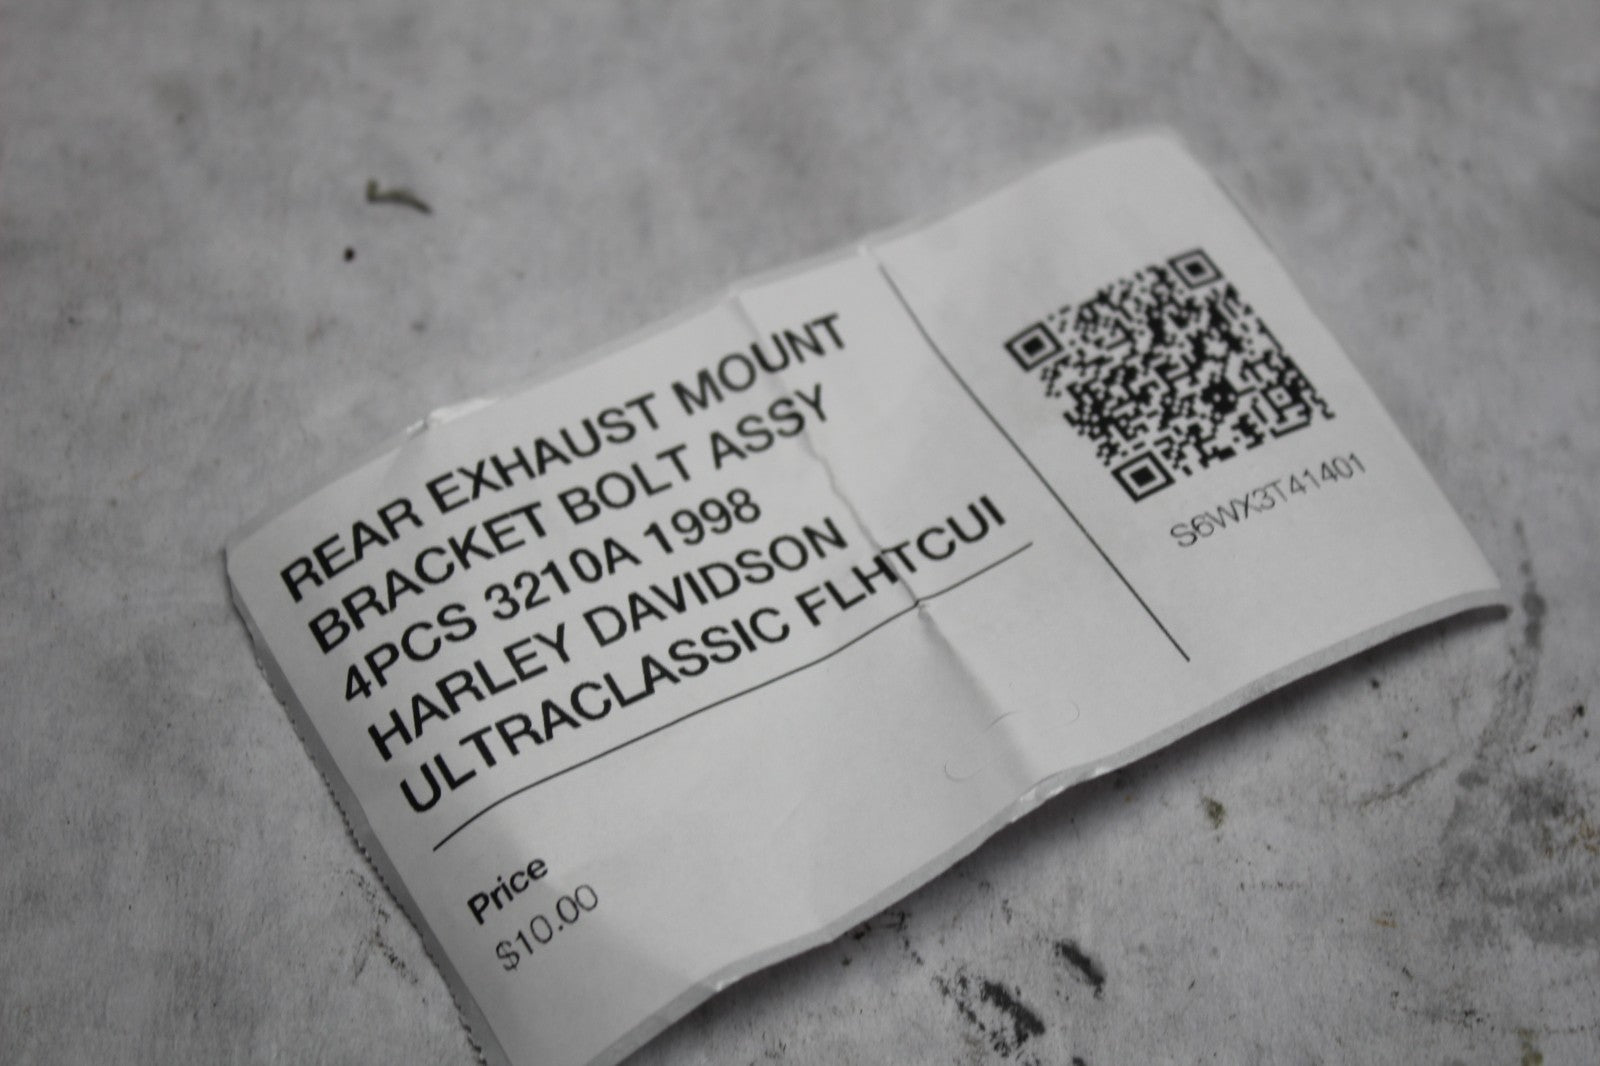 REAR EXHAUST MOUNT
BRACKET BOLT ASSY
4PCS 3210A 1998
HARLEY DAVIDSON
ULTRACLASSIC FLHTCUI
Price
$10.00
S6WX3T41401